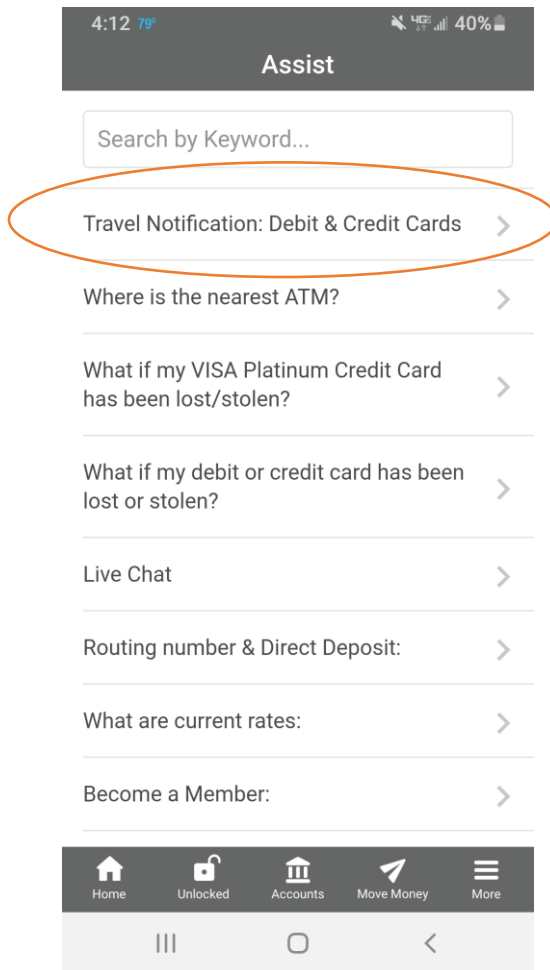 4:12 79° 4G 40%
Assist
Search by Keyword...
Travel Notification: Debit & Credit Cards
Where is the nearest ATM?
What if my VISA Platinum Credit Card
has been lost/stolen?
What if my debit or credit card has been
lost or stolen?
Live Chat
Routing number & Direct Deposit:
What are current rates:
Become a Member:
Home Unlocked Accounts Move Money More